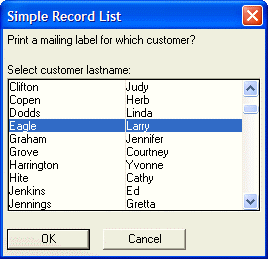 Simple Record List
Print a mailing label for which customer?
Select customer lastname:
Clifton Judy
Copen Herb
Dodds Linda
Eagle Larry
Graham Jennifer
Grove Courtney
Harrington Yvonne
Hite Cathy
Jenkins Ed
Jennings Gretta
OK Cancel